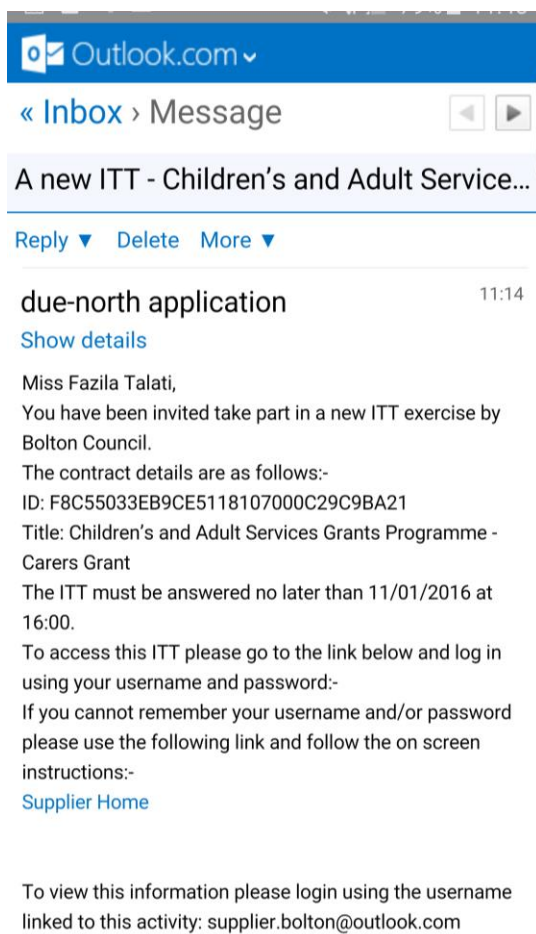 Outlook.com
« Inbox › Message
A new ITT - Children's and Adult Service...
Reply ▼ Delete More ▼
due-north application 11:14
Show details
Miss Fazila Talati,
You have been invited take part in a new ITT exercise by
Bolton Council.
The contract details are as follows:-
ID: F8C55033EB9CE5118107000C29C9BA21
Title: Children's and Adult Services Grants Programme -
Carers Grant
The ITT must be answered no later than 11/01/2016 at
16:00.
To access this ITT please go to the link below and log in
using your username and password:-
If you cannot remember your username and/or password
please use the following link and follow the on screen
instructions:-
Supplier Home
To view this information please login using the username
linked to this activity: supplier.bolton@outlook.com